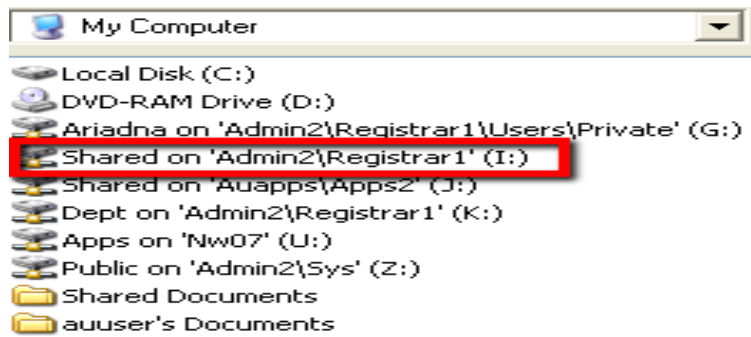 My Computer
Local Disk (C:)
DVD-RAM Drive (D:)
Ariadna on 'Admin2\Registrar1\Users\Private' (G:)
Shared on 'Admin2\Registrar1' (I:)
Shared on 'Auapps\Apps2' (J:)
Dept on 'Admin2\Registrar1' (K:)
Apps on 'Nw07' (U:)
Public on 'Admin2\Sys' (Z:)
Shared Documents
auuser's Documents